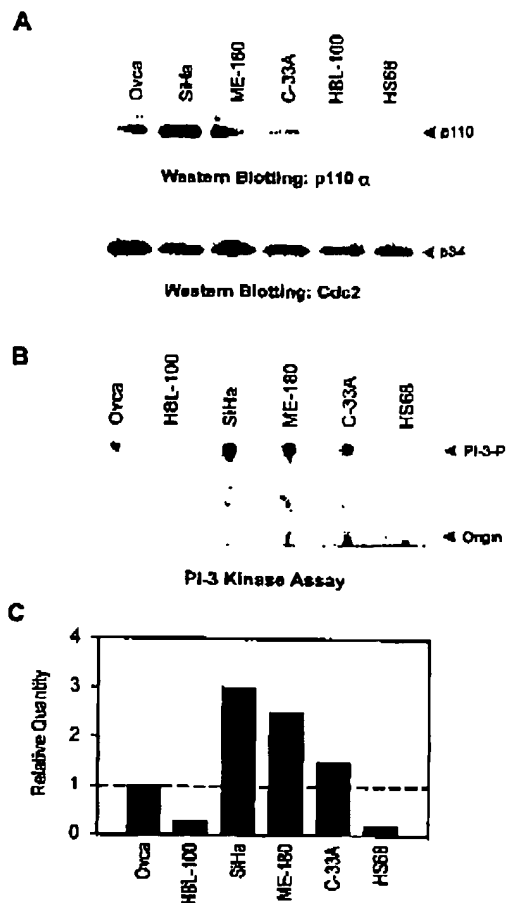 A
Ovca SiHa ME-180 C-33A HBL-100 HS68
p110
Western Blotting: p110 α
p34
Western Blotting: Cdc2
B
Ovca HBL-100 SiHa ME-180 C-33A HS68
PI-3-P
Origin
PI-3 Kinase Assay
C
Relative Quantity
4
3
2
1
0
Ovca HBL-100 SiHa ME-180 C-33A HS68